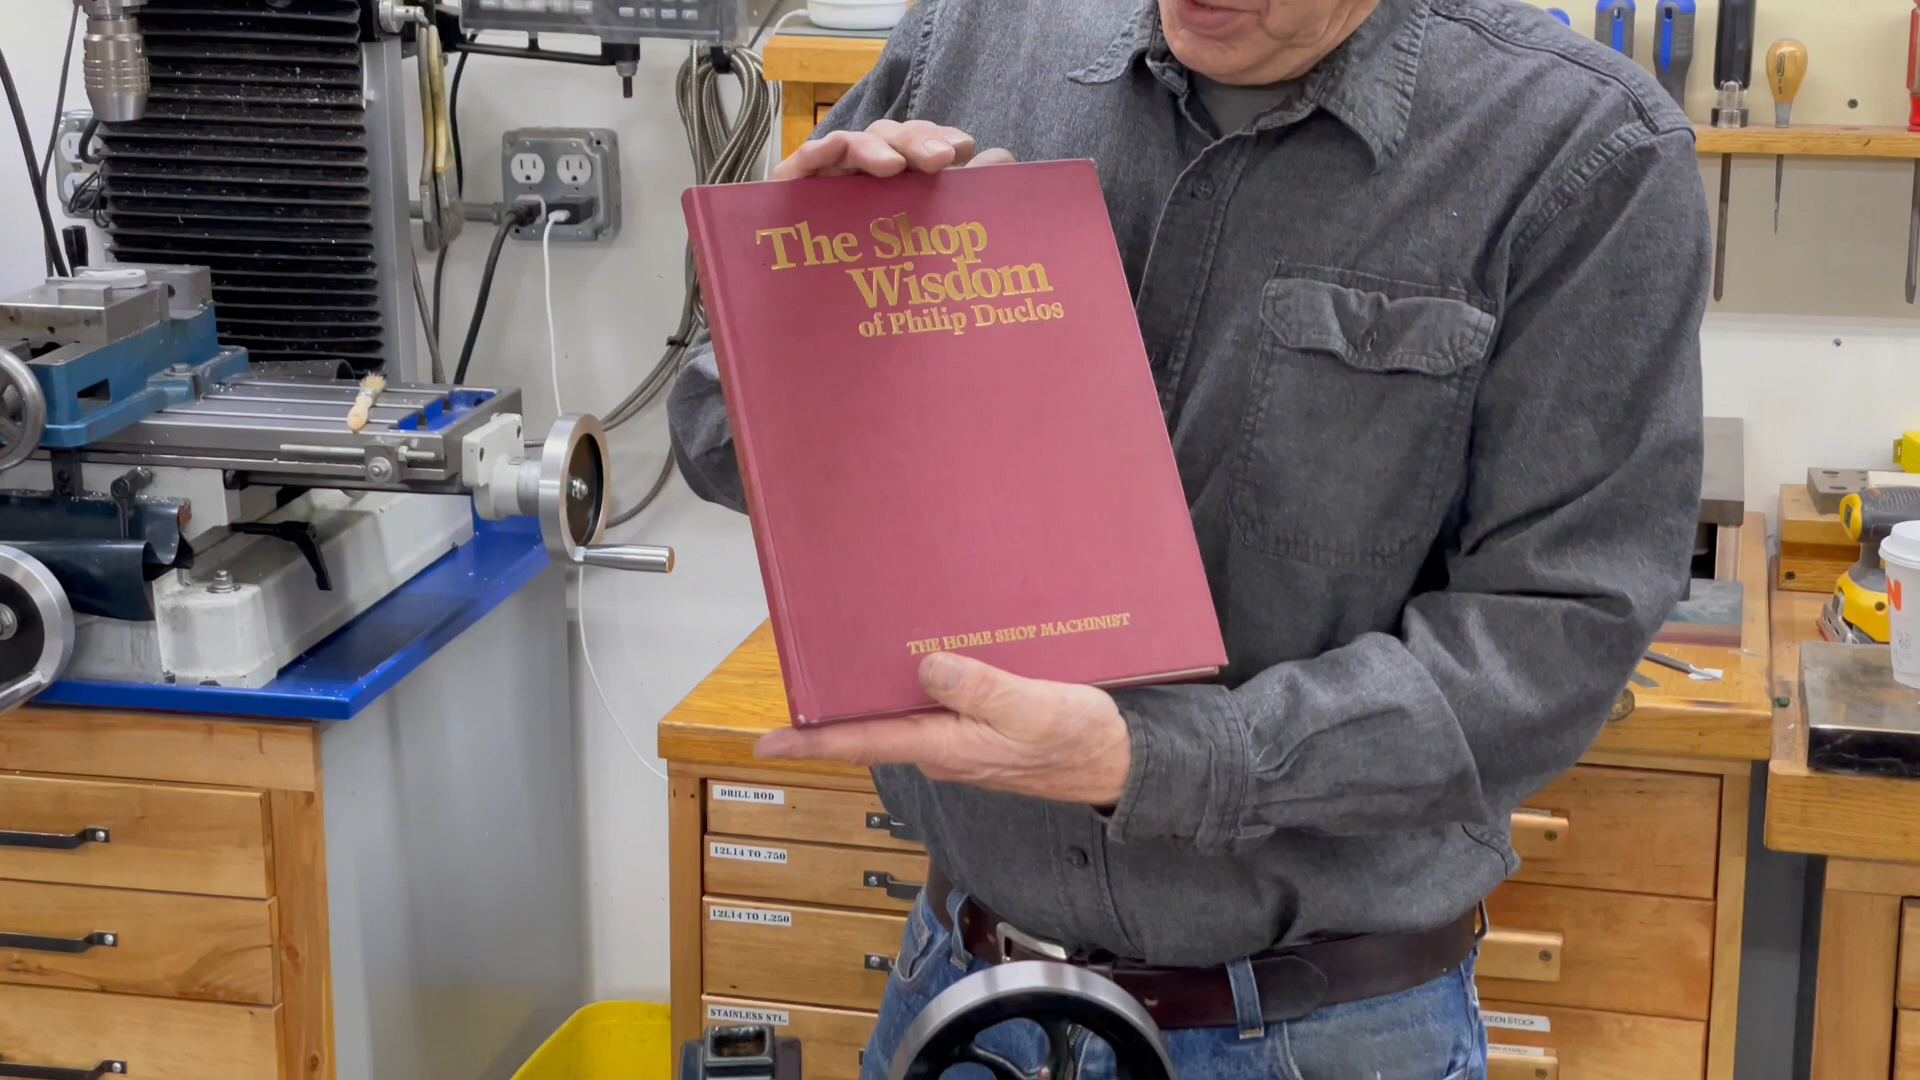 The Shop
Wisdom
of Philip Duclos
THE HOME SHOP MACHINIST
DRILL ROD
12L14 TO .750
12L14 TO 1.250
STAINLESS STL.
STOCK